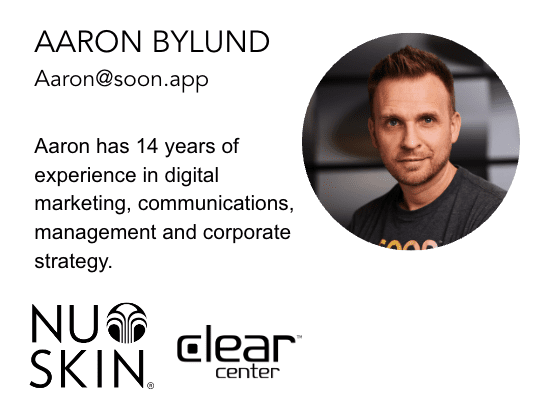 AARON BYLUND
Aaron@soon.app
Aaron has 14 years of
experience in digital
marketing, communications,
management and corporate
strategy.
NU
SKIN®
clear™
center